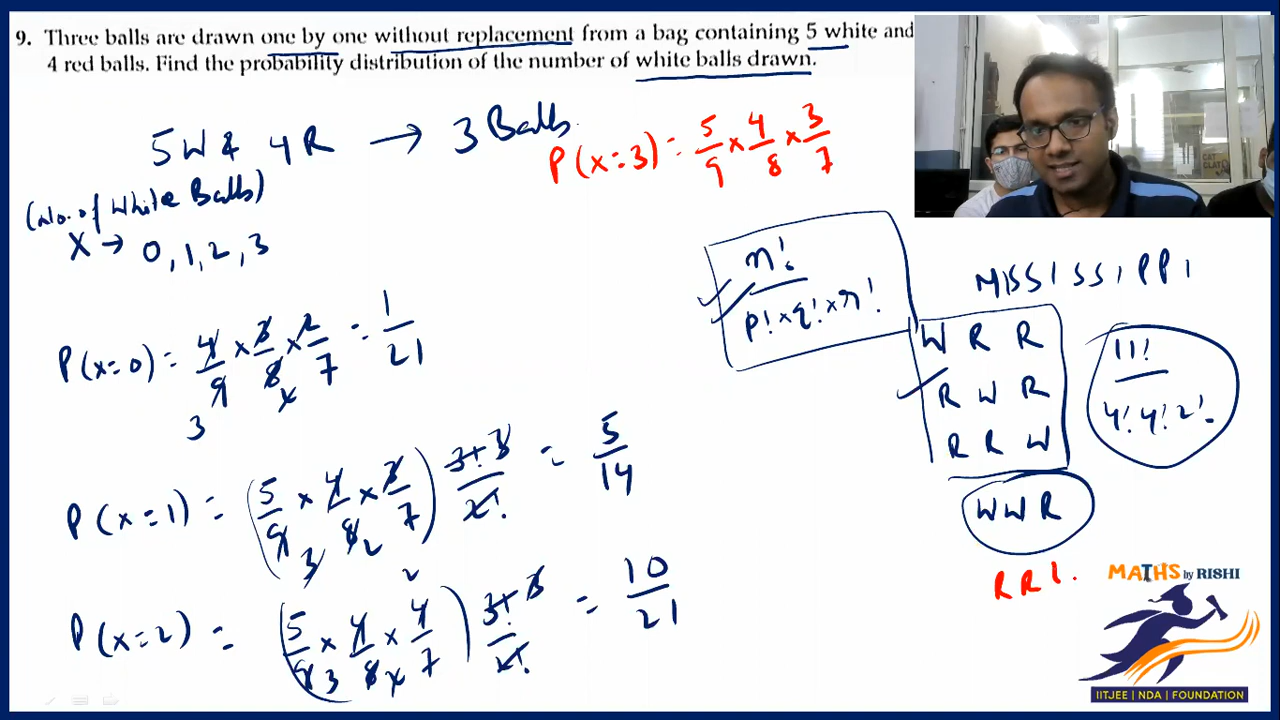 9. Three balls are drawn one by one without replacement from a bag containing 5 white and
4 red balls. Find the probability distribution of the number of white balls drawn.
5W & 4R → 3 Balls
P(x=3) = 5/9 × 4/8 × 3/7
(No. of White Balls)
X → 0, 1, 2, 3
n!
p! × q! × r!
MISSISSIPPI
W R R
R W R
R R W
11!
4! 4! 2!
W W R
R R
P(x=0) = 4/9 × 3/8 × 2/7 = 1/21
3
P(x=1) = (5/9 × 4/8 × 3/7) 3!/2! = 5/14
3 2
P(x=2) = (5/9 × 4/8 × 4/7) 3!/2! = 10/21
MATHS by RISHI
IITJEE | NDA | FOUNDATION